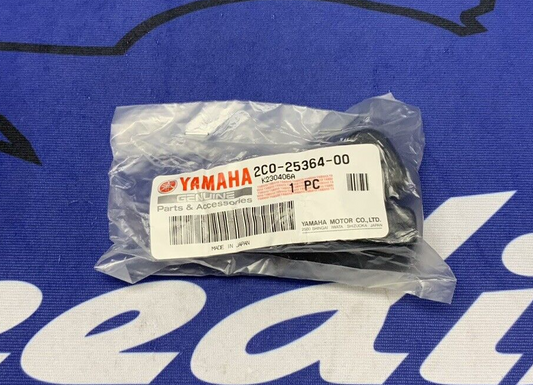 YAMAHA
2C0-25364-00
K230406A
GENUINE
Parts & Accessories
1 PC
YAMAHA MOTOR CO.,LTD.
MADE IN JAPAN